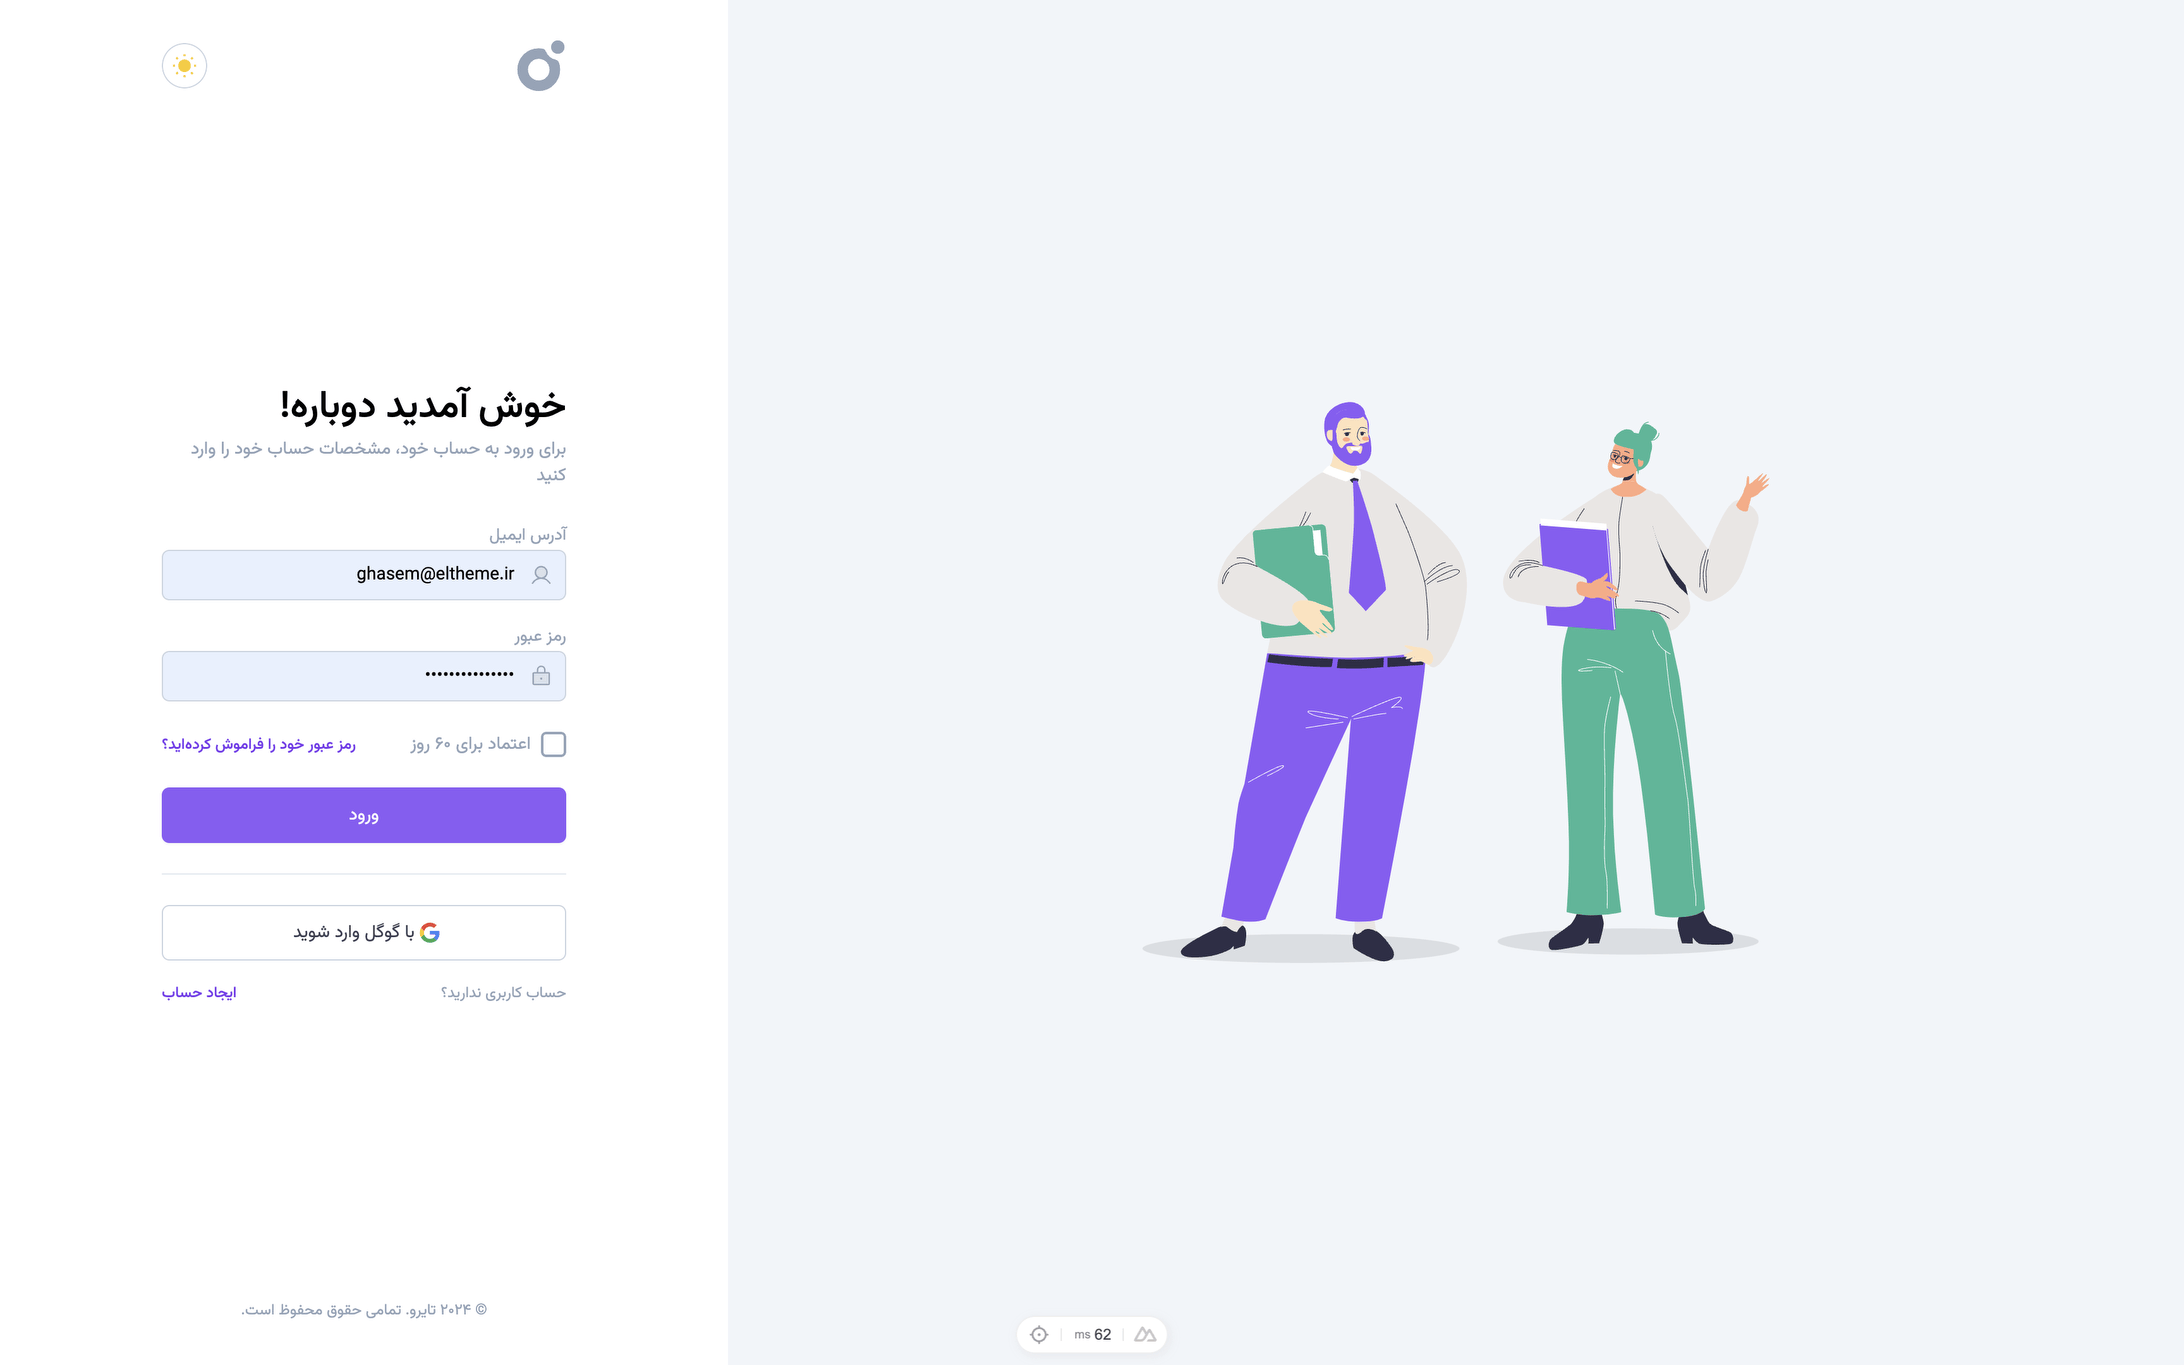 خوش آمدید دوباره!
برای ورود به حساب خود، مشخصات حساب خود را وارد
کنید
آدرس ایمیل
ghasem@eltheme.ir
رمز عبور
•••••••••••••••
اعتماد برای ۶۰ روز
رمز عبور خود را فراموش کرده‌اید؟
ورود
با گوگل وارد شوید
حساب کاربری ندارید؟
ایجاد حساب
© ۲۰۲۴ تایرو. تمامی حقوق محفوظ است.
62 ms